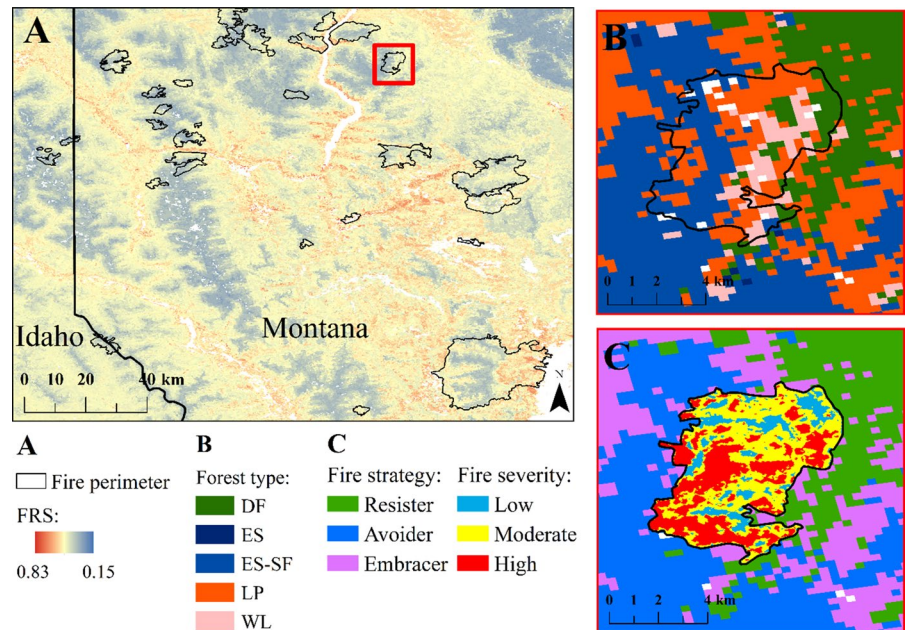 A
Idaho
Montana
0 10 20 40 km
N
B
0 1 2 4 km
C
0 1 2 4 km
A
Fire perimeter
FRS:
0.83 0.15
B
Forest type:
DF
ES
ES-SF
LP
WL
C
Fire strategy:
Resister
Avoider
Embracer
Fire severity:
Low
Moderate
High